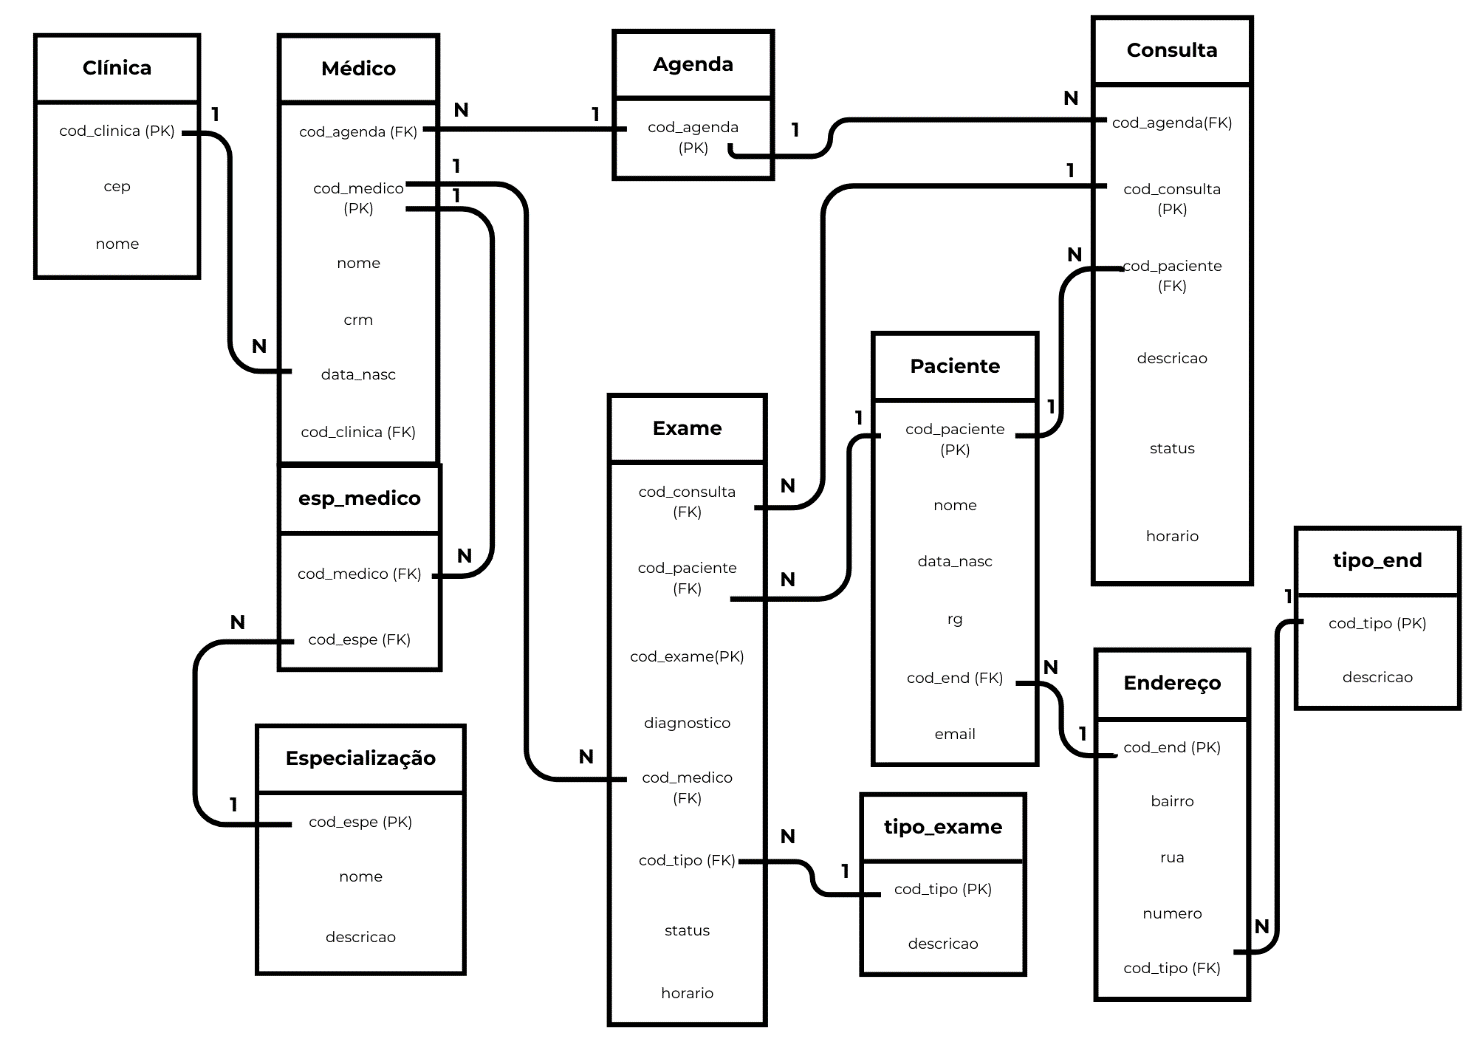 Clínica
cod_clinica (PK)
cep
nome
1
N
Médico
cod_agenda (FK)
cod_medico
(PK)
nome
crm
data_nasc
cod_clinica (FK)
N
1
1
1
esp_medico
cod_medico (FK)
cod_espe (FK)
N
N
1
Especialização
cod_espe (PK)
nome
descricao
Agenda
cod_agenda
(PK)
1
N
Consulta
cod_agenda(FK)
cod_consulta
(PK)
cod_paciente
(FK)
descricao
status
horario
1
N
Exame
cod_consulta
(FK)
cod_paciente
(FK)
cod_exame(PK)
diagnostico
cod_medico
(FK)
cod_tipo (FK)
status
horario
N
N
N
N
1
1
Paciente
cod_paciente
(PK)
nome
data_nasc
rg
cod_end (FK)
email
1
N
1
tipo_exame
cod_tipo (PK)
descricao
Endereço
cod_end (PK)
bairro
rua
numero
cod_tipo (FK)
N
1
tipo_end
cod_tipo (PK)
descricao